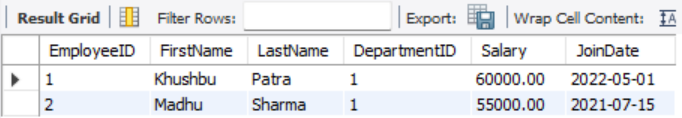 Result Grid Filter Rows: Export: Wrap Cell Content: IA
EmployeeID FirstName LastName DepartmentID Salary JoinDate
1 Khushbu Patra 1 60000.00 2022-05-01
2 Madhu Sharma 1 55000.00 2021-07-15